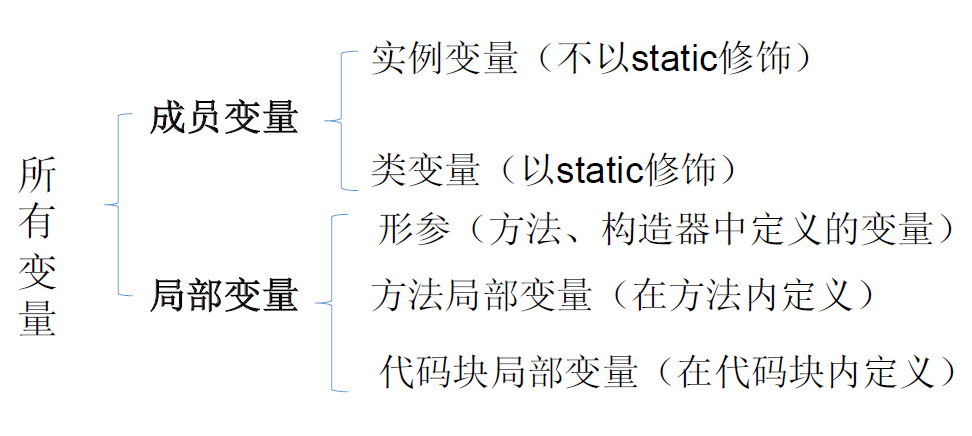 所有变量
成员变量
实例变量（不以static修饰）
类变量（以static修饰）
局部变量
形参（方法、构造器中定义的变量）
方法局部变量（在方法内定义）
代码块局部变量（在代码块内定义）